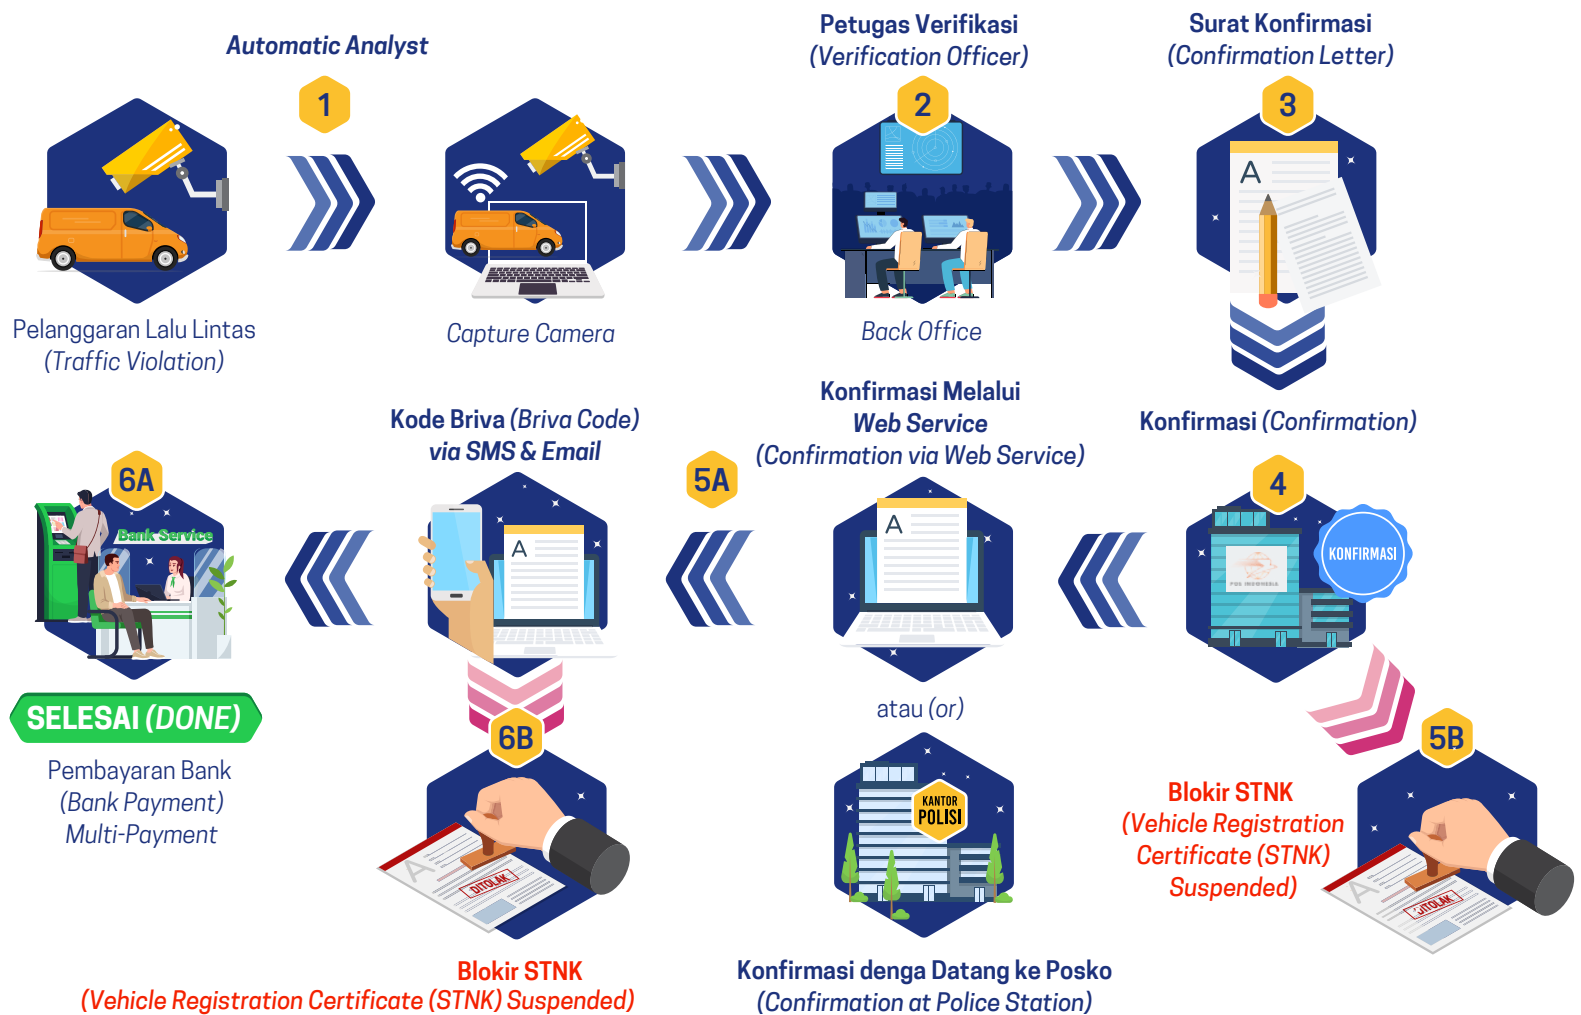 Automatic Analyst
1
Pelanggaran Lalu Lintas
(Traffic Violation)
Capture Camera
Petugas Verifikasi
(Verification Officer)
2
Back Office
Surat Konfirmasi
(Confirmation Letter)
3
A
Konfirmasi (Confirmation)
4
KONFIRMASI
POS INDONESIA
Konfirmasi Melalui
Web Service
(Confirmation via Web Service)
A
atau (or)
KANTOR
POLISI
Konfirmasi denga Datang ke Posko
(Confirmation at Police Station)
5A
Kode Briva (Briva Code)
via SMS & Email
A
5B
Blokir STNK
(Vehicle Registration
Certificate (STNK)
Suspended)
A
DITOLAK
6A
Bank Service
SELESAI (DONE)
Pembayaran Bank
(Bank Payment)
Multi-Payment
6B
A
DITOLAK
Blokir STNK
(Vehicle Registration Certificate (STNK) Suspended)